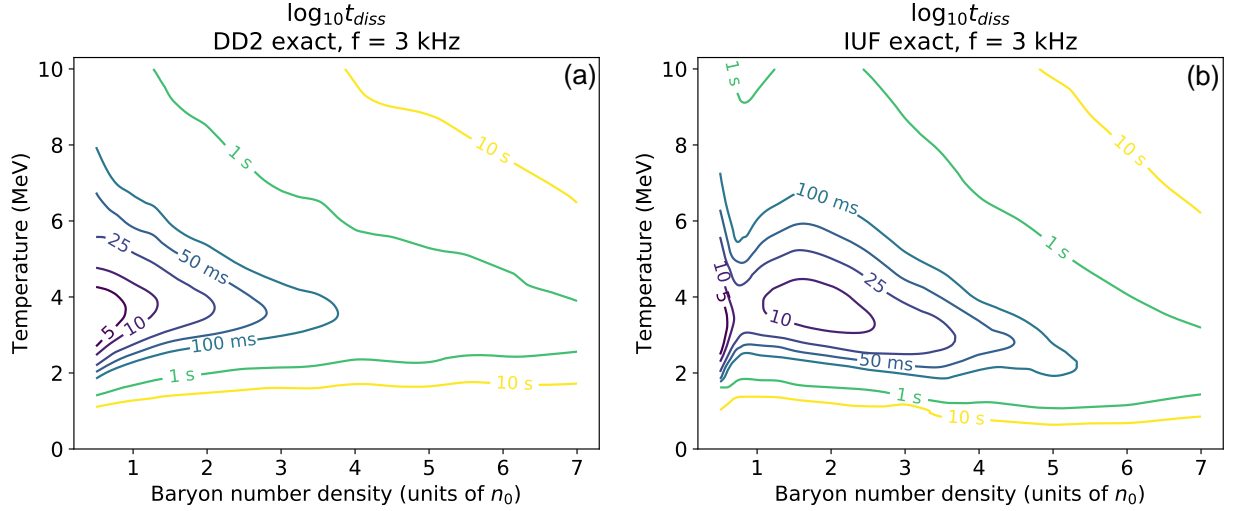 log₁₀t_diss
DD2 exact, f = 3 kHz
(a)
10
8
6
4
2
0
Temperature (MeV)
1 s
10 s
25
50 ms
5
10
100 ms
1 s
10 s
1
2
3
4
5
6
7
Baryon number density (units of n₀)
log₁₀t_diss
IUF exact, f = 3 kHz
(b)
10
8
6
4
2
0
Temperature (MeV)
1 s
10 s
100 ms
1 s
10
5
25
10
50 ms
1 s
10 s
1
2
3
4
5
6
7
Baryon number density (units of n₀)